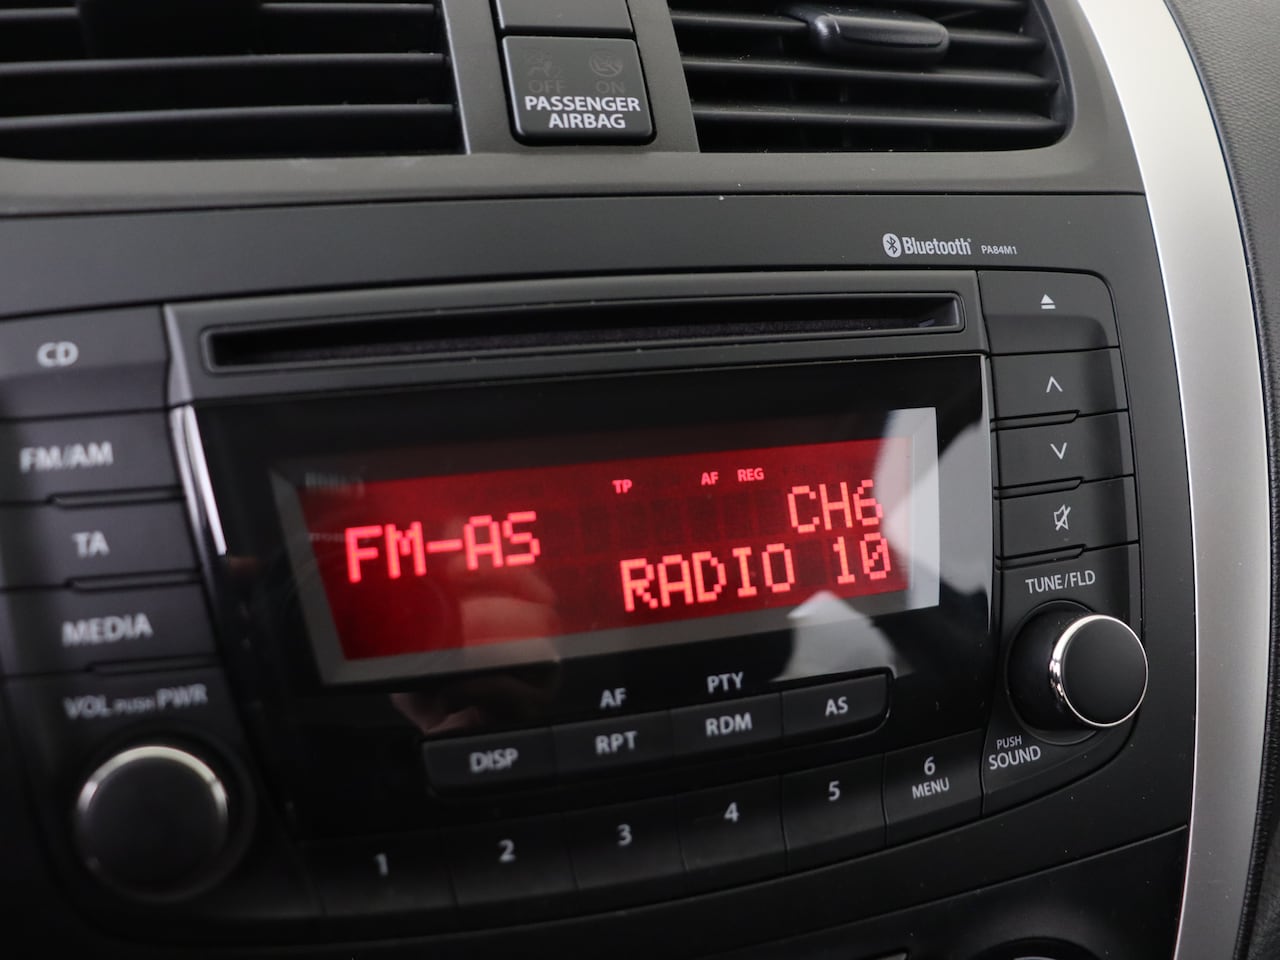 OFF ON
PASSENGER
AIRBAG
Bluetooth PA84M1
CD
FM/AM
TA
MEDIA
VOL PUSH PWR
TP AF REG
FM-AS CH6
RADIO 10
TUNE/FLD
PUSH
SOUND
AF PTY
DISP RPT RDM AS
1 2 3 4 5 6
MENU